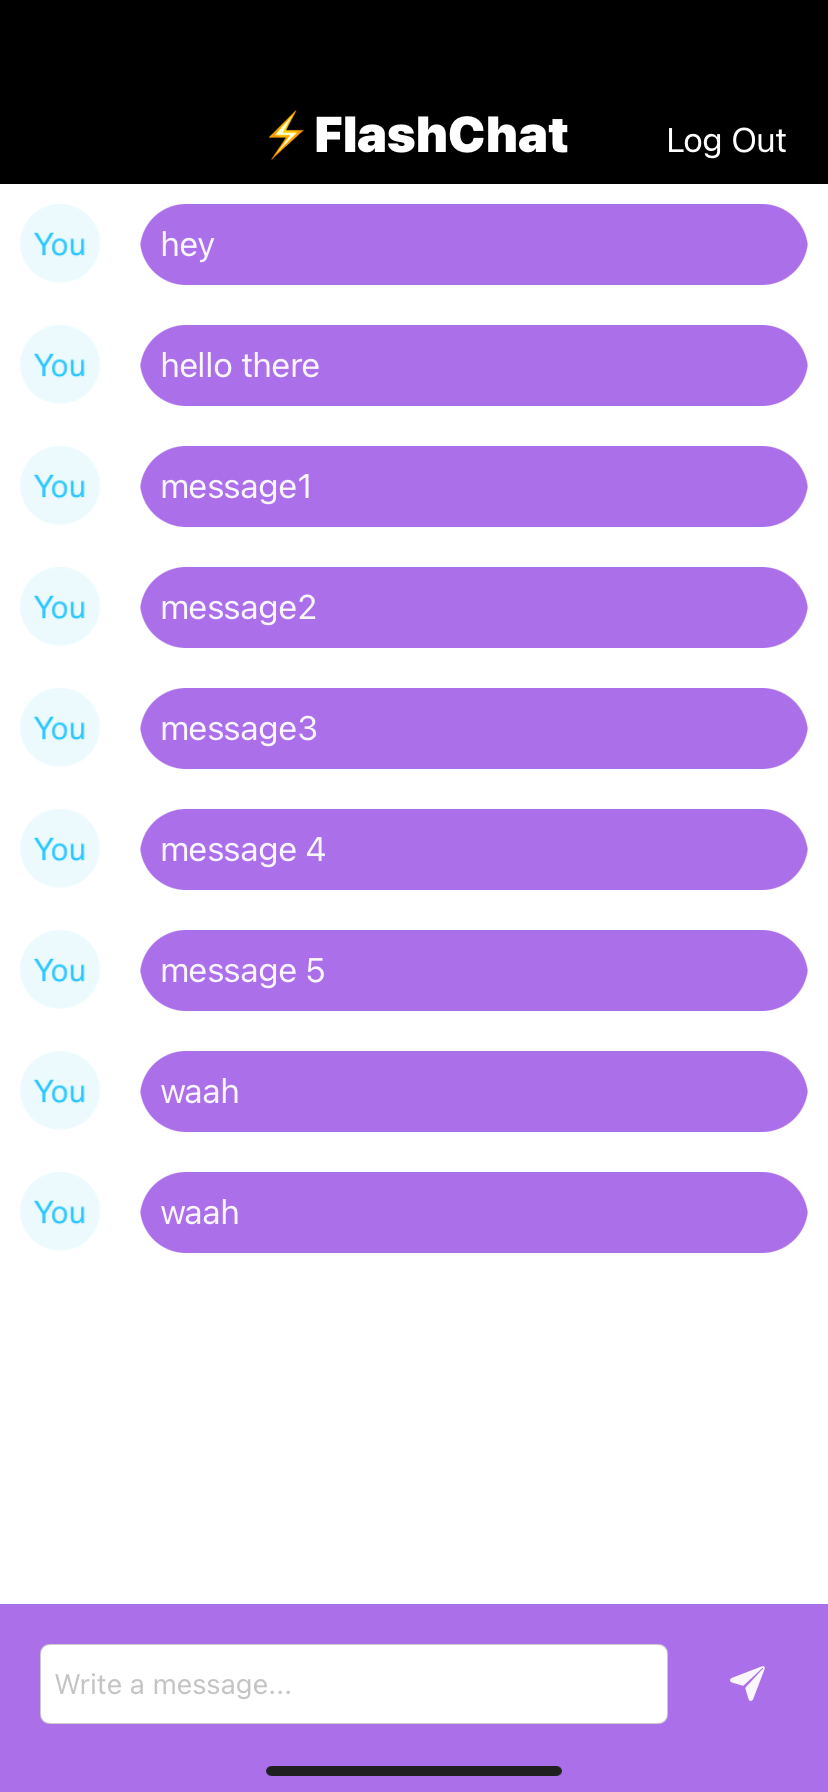 ⚡️FlashChat
Log Out
You hey
You hello there
You message1
You message2
You message3
You message 4
You message 5
You waah
You waah
Write a message...